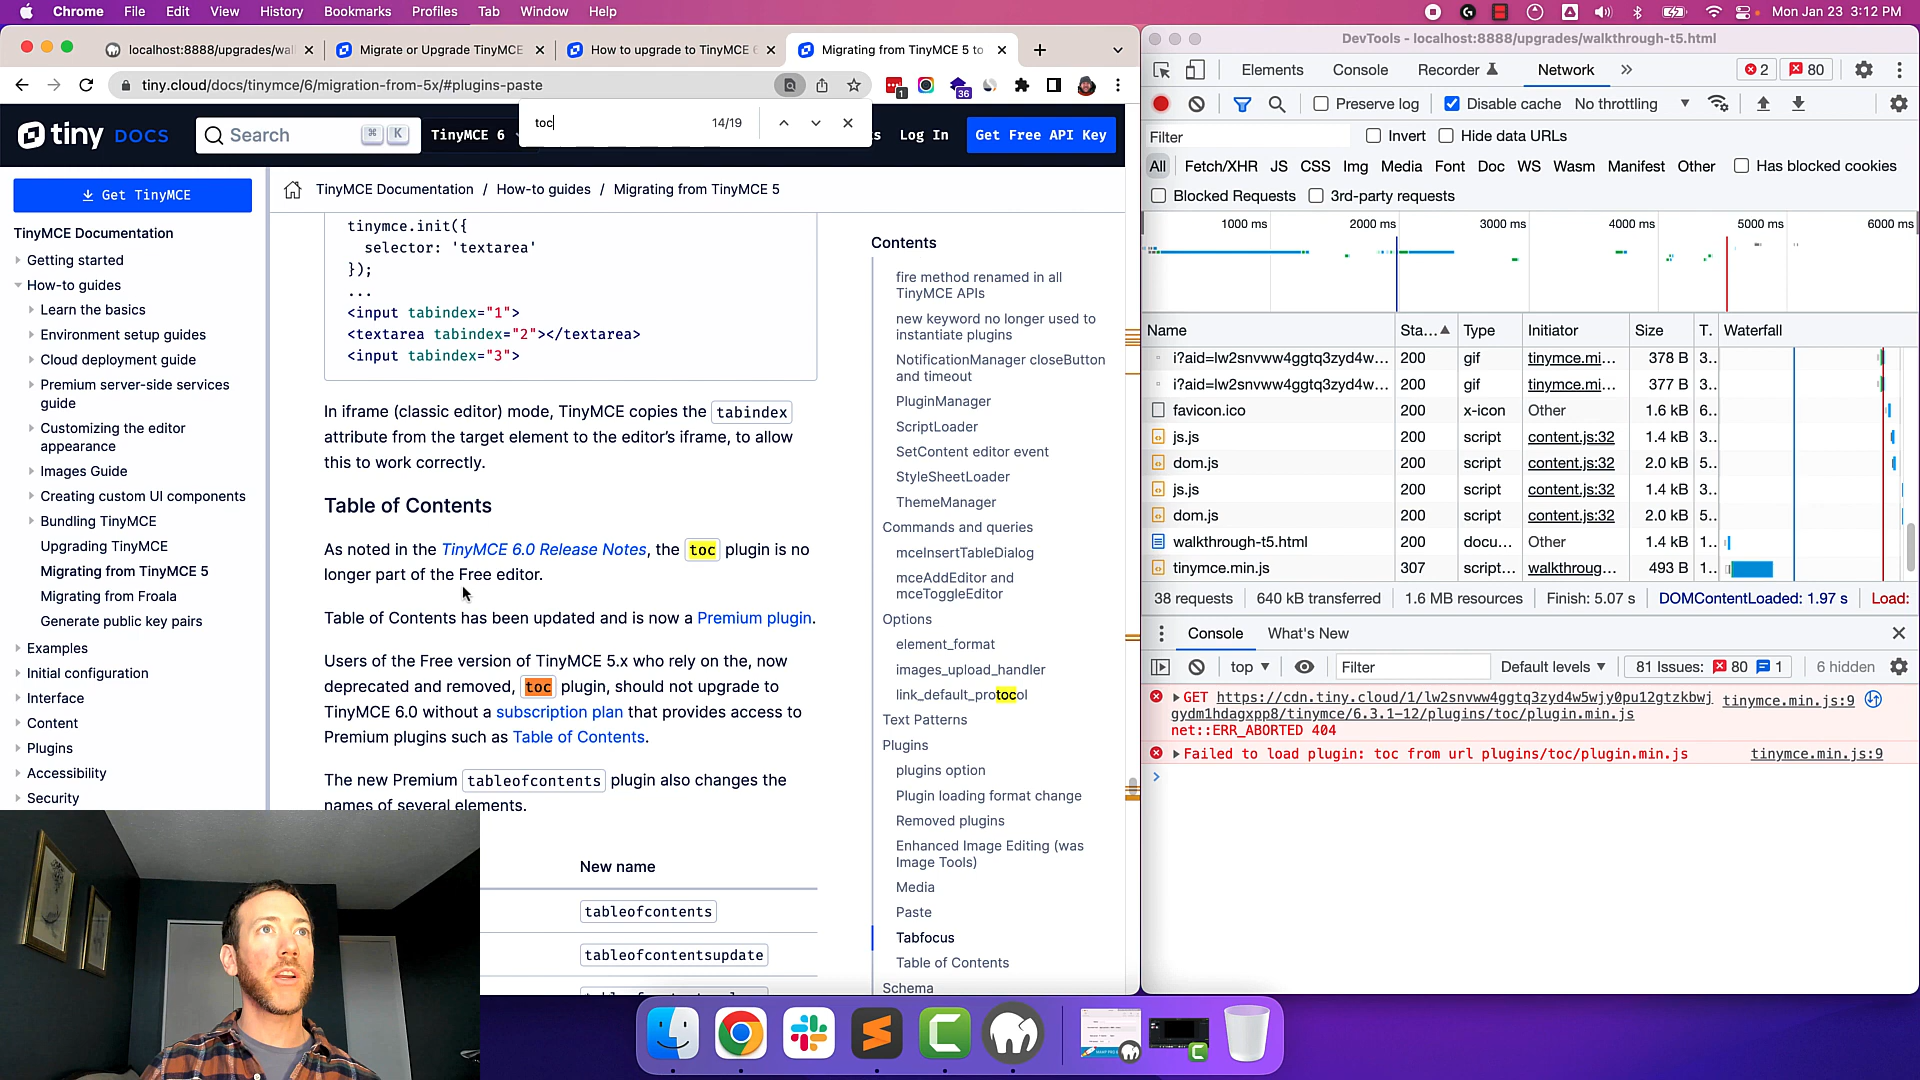 Chrome File Edit View History Bookmarks Profiles Tab Window Help
Mon Jan 23 3:12 PM
localhost:8888/upgrades/wal
Migrate or Upgrade TinyMCE
How to upgrade to TinyMCE 6
Migrating from TinyMCE 5 to
tiny.cloud/docs/tinymce/6/migration-from-5x/#plugins-paste
1
36
toc
14/19
tiny DOCS
Search
⌘ K
TinyMCE 6
Log In
Get Free API Key
Get TinyMCE
TinyMCE Documentation
Getting started
How-to guides
Learn the basics
Environment setup guides
Cloud deployment guide
Premium server-side services
guide
Customizing the editor
appearance
Images Guide
Creating custom UI components
Bundling TinyMCE
Upgrading TinyMCE
Migrating from TinyMCE 5
Migrating from Froala
Generate public key pairs
Examples
Initial configuration
Interface
Content
Plugins
Accessibility
Security
TinyMCE Documentation / How-to guides / Migrating from TinyMCE 5
tinymce.init({
selector: 'textarea'
});
...
<input tabindex="1">
<textarea tabindex="2"></textarea>
<input tabindex="3">
In iframe (classic editor) mode, TinyMCE copies the tabindex
attribute from the target element to the editor's iframe, to allow
this to work correctly.
Table of Contents
As noted in the TinyMCE 6.0 Release Notes, the toc plugin is no
longer part of the Free editor.
Table of Contents has been updated and is now a Premium plugin.
Users of the Free version of TinyMCE 5.x who rely on the, now
deprecated and removed, toc plugin, should not upgrade to
TinyMCE 6.0 without a subscription plan that provides access to
Premium plugins such as Table of Contents.
The new Premium tableofcontents plugin also changes the
names of several elements.
New name
tableofcontents
tableofcontentsupdate
Contents
fire method renamed in all
TinyMCE APIs
new keyword no longer used to
instantiate plugins
NotificationManager closeButton
and timeout
PluginManager
ScriptLoader
SetContent editor event
StyleSheetLoader
ThemeManager
Commands and queries
mceInsertTableDialog
mceAddEditor and
mceToggleEditor
Options
element_format
images_upload_handler
link_default_protocol
Text Patterns
Plugins
plugins option
Plugin loading format change
Removed plugins
Enhanced Image Editing (was
Image Tools)
Media
Paste
Tabfocus
Table of Contents
Schema
DevTools - localhost:8888/upgrades/walkthrough-t5.html
Elements Console Recorder Network 2 80
Preserve log Disable cache No throttling
Filter Invert Hide data URLs
All Fetch/XHR JS CSS Img Media Font Doc WS Wasm Manifest Other Has blocked cookies
Blocked Requests 3rd-party requests
1000 ms 2000 ms 3000 ms 4000 ms 5000 ms 6000 ms
Name Sta... Type Initiator Size T. Waterfall
i?aid=lw2snvww4ggtq3zyd4w... 200 gif tinymce.mi... 378 B 3..
i?aid=lw2snvww4ggtq3zyd4w... 200 gif tinymce.mi... 377 B 3..
favicon.ico 200 x-icon Other 1.6 kB 6..
js.js 200 script content.js:32 1.4 kB 3..
dom.js 200 script content.js:32 2.0 kB 5..
js.js 200 script content.js:32 1.4 kB 3..
dom.js 200 script content.js:32 2.0 kB 5..
walkthrough-t5.html 200 docu... Other 1.4 kB 1..
tinymce.min.js 307 script... walkthroug... 493 B 1..
38 requests 640 kB transferred 1.6 MB resources Finish: 5.07 s DOMContentLoaded: 1.97 s Load:
Console What's New
top Filter Default levels 81 Issues: 80 1 6 hidden
GET https://cdn.tiny.cloud/1/lw2snvww4ggtq3zyd4w5wjy0pu12gtzkbwj tinymce.min.js:9
gydm1hdagxpp8/tinymce/6.3.1-12/plugins/toc/plugin.min.js
net::ERR_ABORTED 404
Failed to load plugin: toc from url plugins/toc/plugin.min.js tinymce.min.js:9